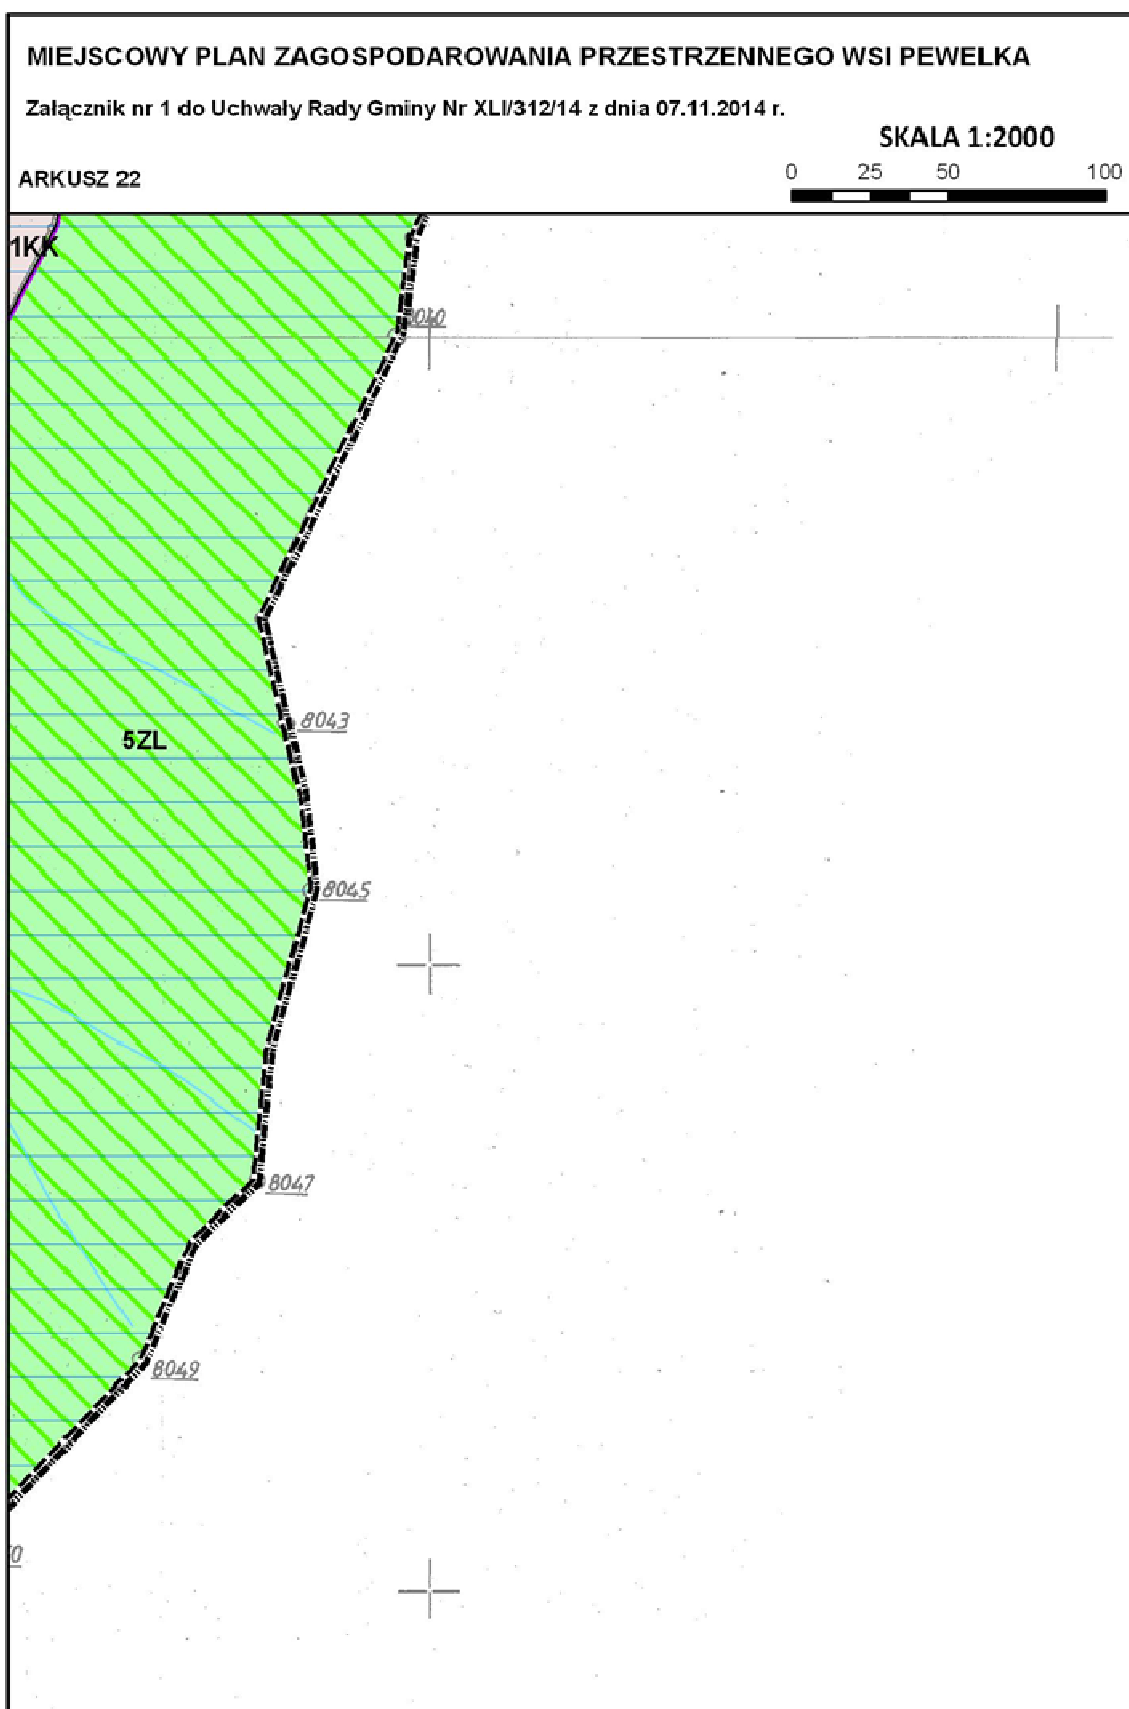 MIEJSCOWY PLAN ZAGOSPODAROWANIA PRZESTRZENNEGO WSI PEWELKA
Załącznik nr 1 do Uchwały Rady Gminy Nr XLI/312/14 z dnia 07.11.2014 r.
SKALA 1:2000
0 25 50 100
ARKUSZ 22
1KK
8043
5ZL
8045
8047
8049